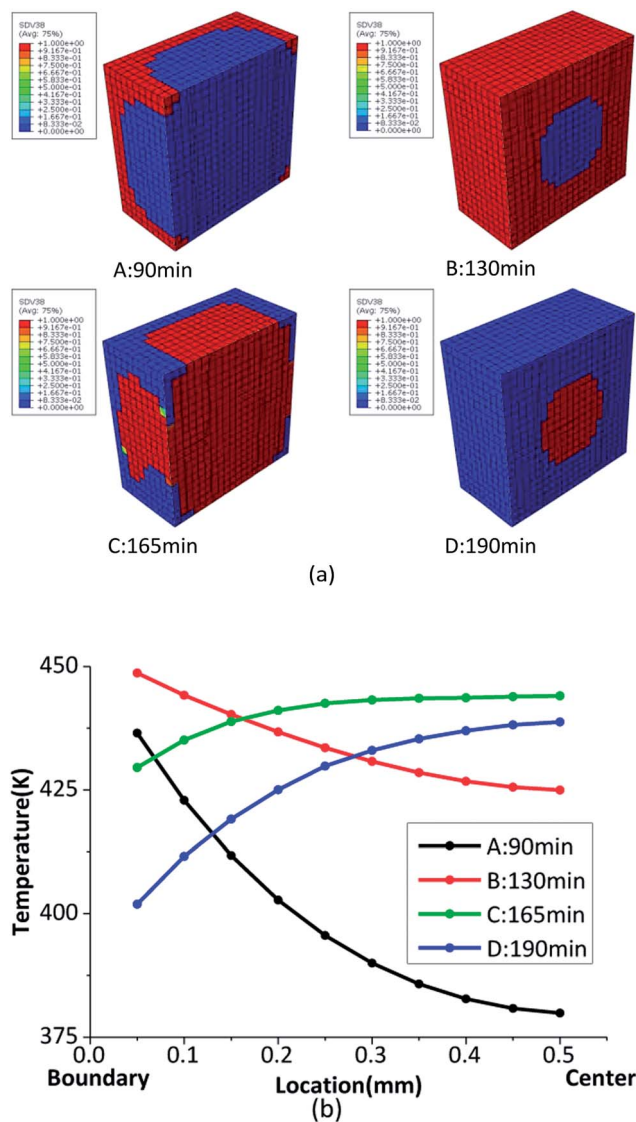 SDV38
(Avg: 75%)
+1.000e+00
+9.167e-01
+8.333e-01
+7.500e-01
+6.667e-01
+5.833e-01
+5.000e-01
+4.167e-01
+3.333e-01
+2.500e-01
+1.667e-01
+8.333e-02
+0.000e+00
A:90min
SDV38
(Avg: 75%)
+1.000e+00
+9.167e-01
+8.333e-01
+7.500e-01
+6.667e-01
+5.833e-01
+5.000e-01
+4.167e-01
+3.333e-01
+2.500e-01
+1.667e-01
+8.333e-02
+0.000e+00
B:130min
SDV38
(Avg: 75%)
+1.000e+00
+9.167e-01
+8.333e-01
+7.500e-01
+6.667e-01
+5.833e-01
+5.000e-01
+4.167e-01
+3.333e-01
+2.500e-01
+1.667e-01
+8.333e-02
+0.000e+00
C:165min
SDV38
(Avg: 75%)
+1.000e+00
+9.167e-01
+8.333e-01
+7.500e-01
+6.667e-01
+5.833e-01
+5.000e-01
+4.167e-01
+3.333e-01
+2.500e-01
+1.667e-01
+8.333e-02
+0.000e+00
D:190min
(a)
Temperature(K)
450
425
400
375
A:90min
B:130min
C:165min
D:190min
0.0 0.1 0.2 0.3 0.4 0.5
Boundary Location(mm) Center
(b)